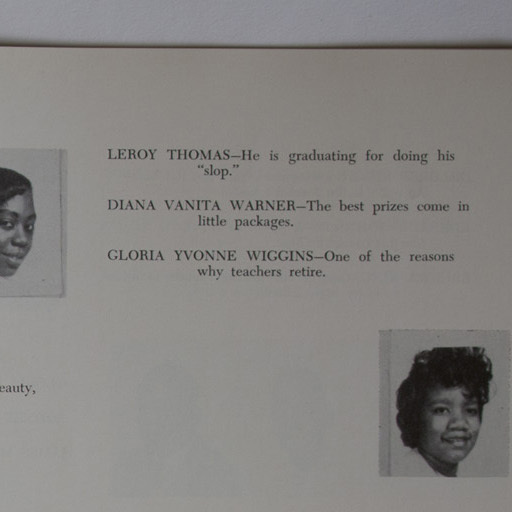 LEROY THOMAS—He is graduating for doing his
"slop."
DIANA VANITA WARNER—The best prizes come in
little packages.
GLORIA YVONNE WIGGINS—One of the reasons
why teachers retire.
eauty,